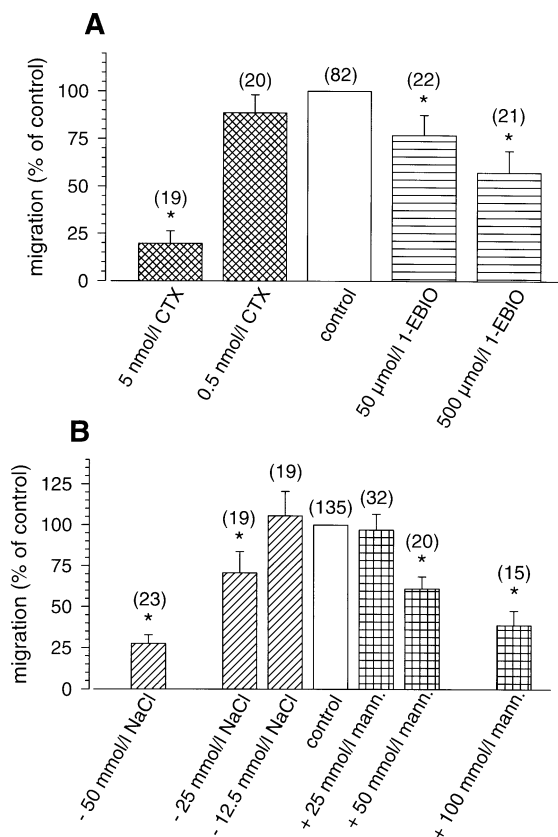 A
migration (% of control)
100
75
50
25
0
(19)
*
(20)
(82)
(22)
*
(21)
*
5 nmol/l CTX
0.5 nmol/l CTX
control
50 µmol/l 1-EBIO
500 µmol/l 1-EBIO
B
migration (% of control)
125
100
75
50
25
0
(23)
*
(19)
*
(19)
(135)
(32)
(20)
*
(15)
*
- 50 mmol/l NaCl
- 25 mmol/l NaCl
- 12.5 mmol/l NaCl
control
+ 25 mmol/l mann.
+ 50 mmol/l mann.
+ 100 mmol/l mann.